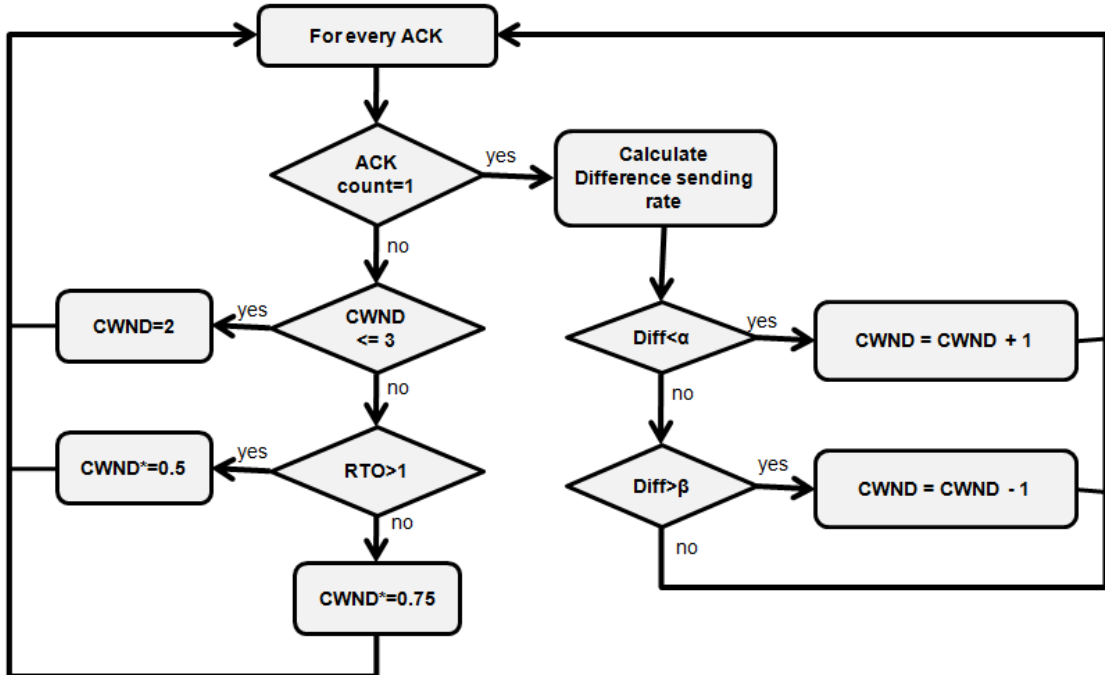 For every ACK
ACK
count=1
yes
Calculate
Difference sending
rate
no
CWND=2
yes
CWND
<= 3
Diff<α
yes
CWND = CWND + 1
no
no
CWND*=0.5
yes
RTO>1
Diff>β
yes
CWND = CWND - 1
no
no
CWND*=0.75